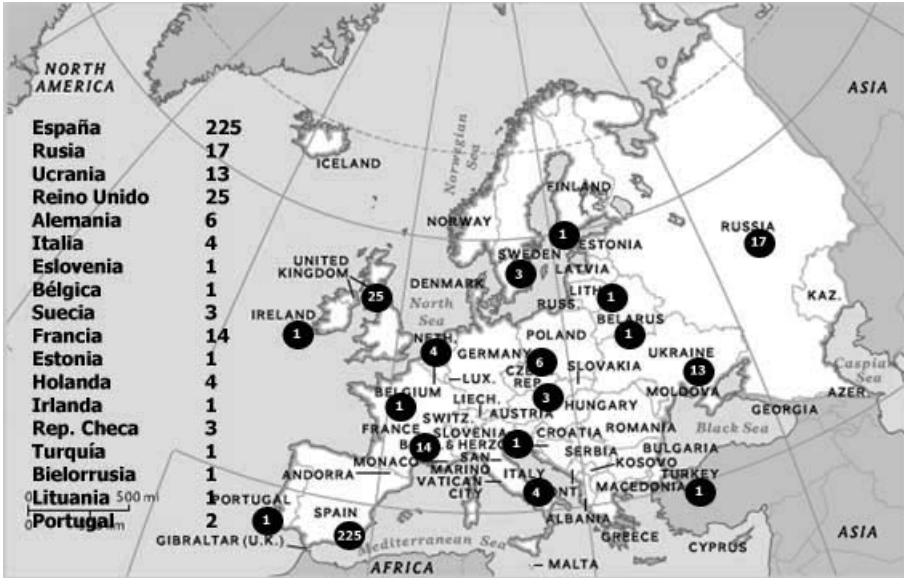 NORTH
AMERICA
ASIA
España 225
Rusia 17
Ucrania 13
Reino Unido 25
Alemania 6
Italia 4
Eslovenia 1
Bélgica 1
Suecia 3
Francia 14
Estonia 1
Holanda 4
Irlanda 1
Rep. Checa 3
Turquía 1
Bielorrusia 1
Lituania 1
Portugal 2
0 500 mi
0 km
ICELAND
Norwegian
Sea
FINLAND
NORWAY
RUSSIA
17
1
ESTONIA
SWEDEN
3
LATVIA
UNITED
KINGDOM
25
DENMARK
North
Sea
LITH
1
RUSS.
KAZ.
IRELAND
1
BELARUS
1
POLAND
NETH.
4
GERMANY
6
UKRAINE
13
Caspian
Sea
CZE
REP.
SLOVAKIA
LUX.
MOLDOVA
AZER.
BELGIUM
1
LIECH.
3
AUSTRIA
HUNGARY
GEORGIA
SWITZ.
FRANCE
14
SLOVENIA
1
CROATIA
ROMANIA
Black Sea
& HERZ
SERBIA
BULGARIA
MONACO
SAN
MARINO
KOSOVO
ANDORRA
ITALY
4
VATICAN
CITY
MACEDONIA
TURKEY
1
PORTUGAL
1
SPAIN
225
ALBANIA
GREECE
CYPRUS
ASIA
GIBRALTAR (U.K.)
Mediterranean Sea
MALTA
AFRICA